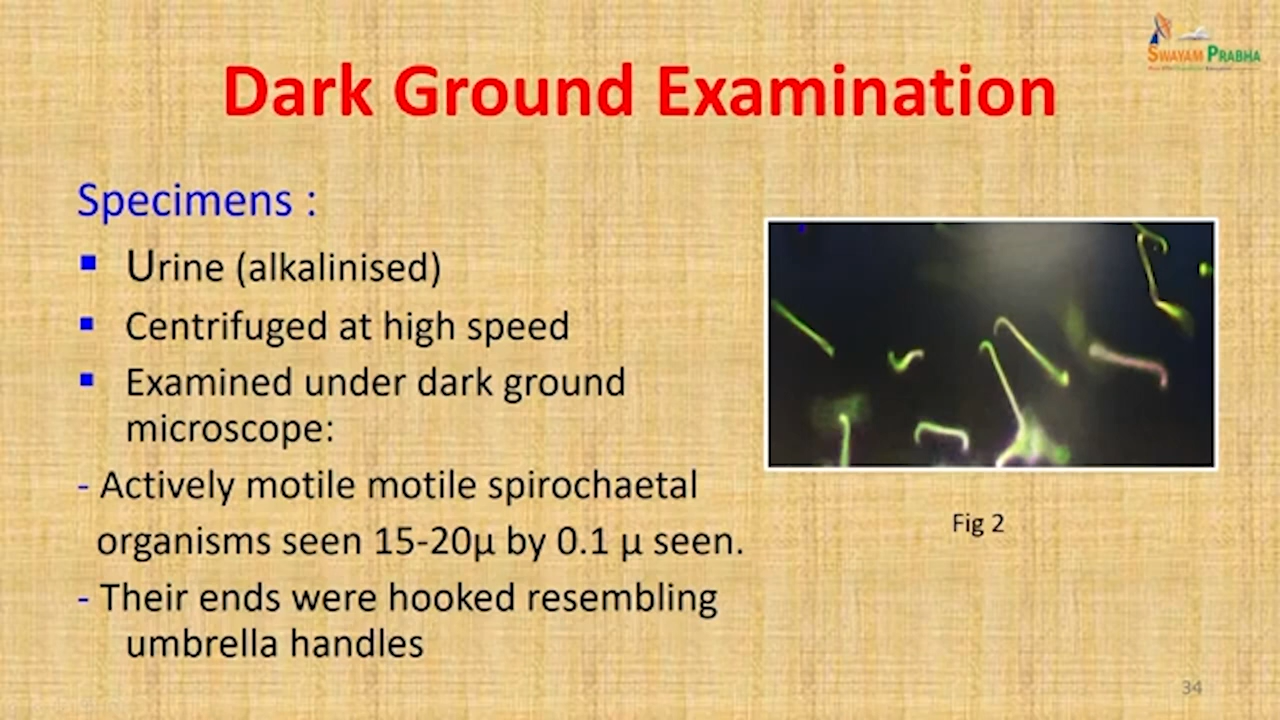 SWAYAM PRABHA
Dark Ground Examination
Specimens :
Urine (alkalinised)
Centrifuged at high speed
Examined under dark ground
microscope:
- Actively motile motile spirochaetal
organisms seen 15-20µ by 0.1 µ seen.
- Their ends were hooked resembling
umbrella handles
Fig 2
34